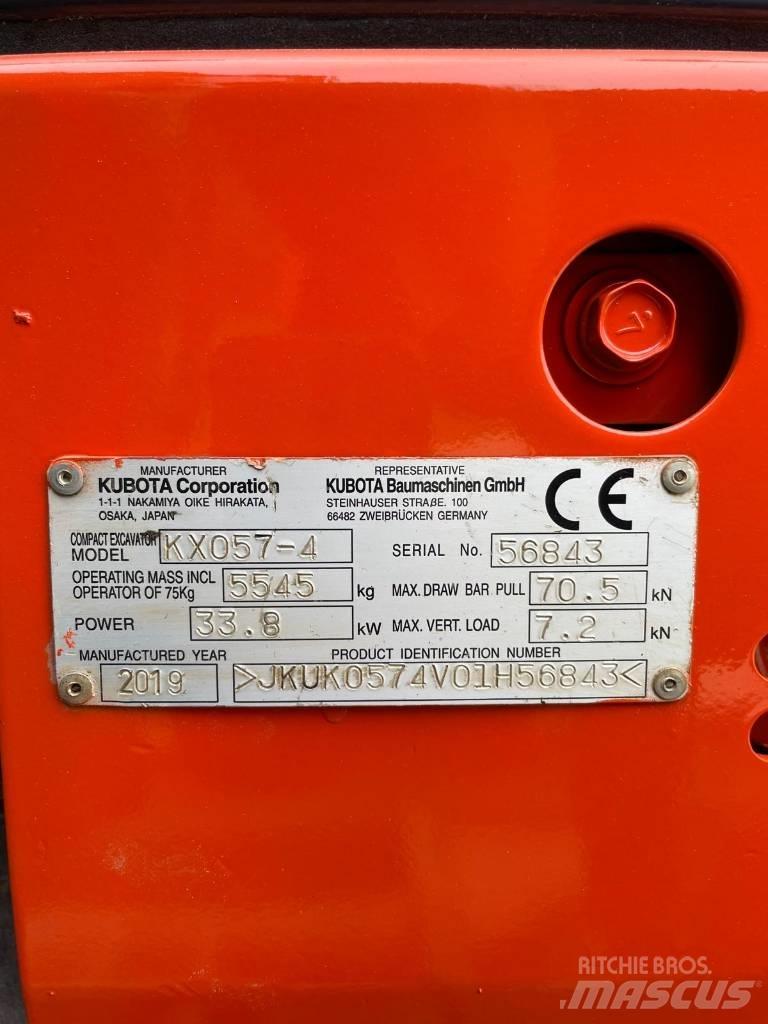 MANUFACTURER
KUBOTA Corporation
1-1-1 NAKAMIYA OIKE HIRAKATA,
OSAKA, JAPAN
REPRESENTATIVE
KUBOTA Baumaschinen GmbH
STEINHAUSER STRAßE. 100
66482 ZWEIBRÜCKEN GERMANY
CE
COMPACT EXCAVATOR
MODEL KX057-4
SERIAL No. 56843
OPERATING MASS INCL
OPERATOR OF 75Kg 5545 kg
MAX. DRAW BAR PULL 70.5 kN
POWER 33.8 kW
MAX. VERT. LOAD 7.2 kN
MANUFACTURED YEAR
2019
PRODUCT IDENTIFICATION NUMBER
>JKUK0574V01H56843<
RITCHIE BROS.
MASCUS